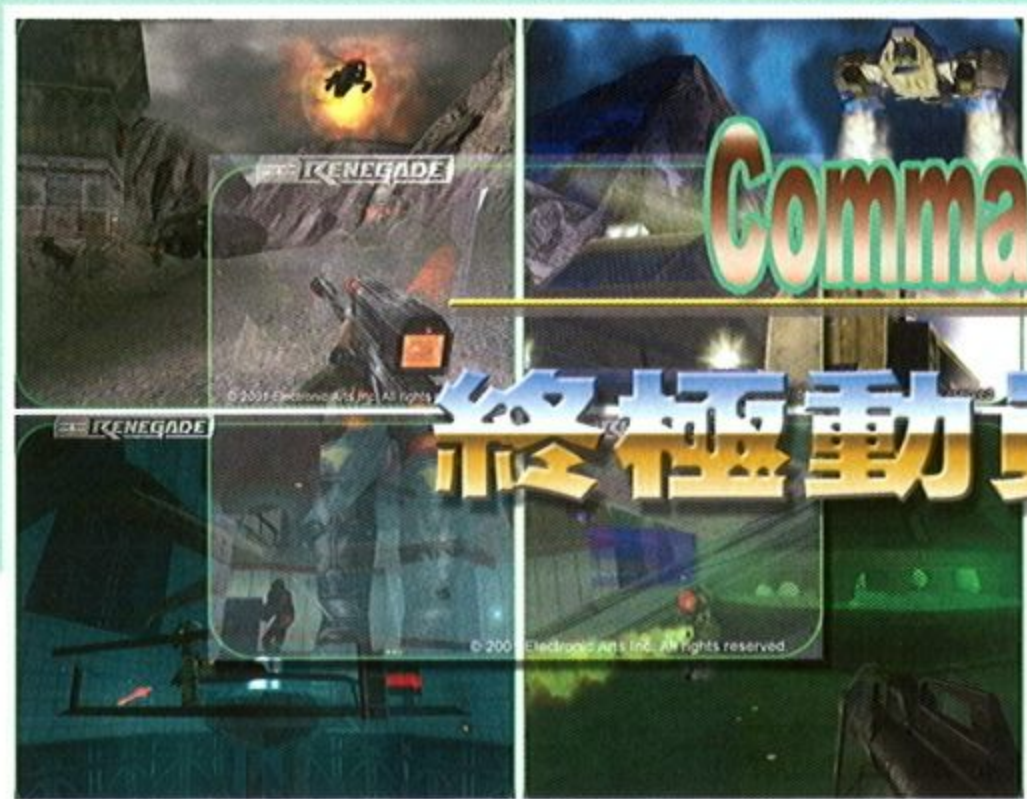 RENEGADE
Comma
© 2001 Electronic Arts Inc. All rights
終極動
RENEGADE
© 2001 Electronic Arts Inc. All rights reserved.